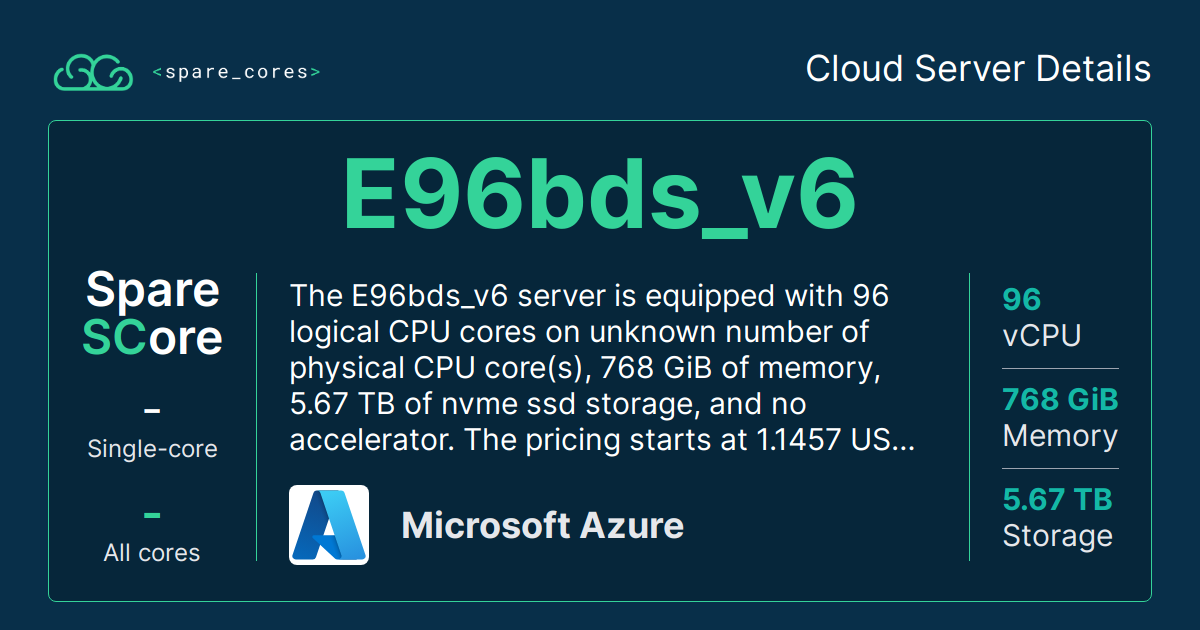 <spare_cores>
Cloud Server Details
E96bds_v6
Spare
SCore
–
Single-core
–
All cores
The E96bds_v6 server is equipped with 96
logical CPU cores on unknown number of
physical CPU core(s), 768 GiB of memory,
5.67 TB of nvme ssd storage, and no
accelerator. The pricing starts at 1.1457 US...
Microsoft Azure
96
vCPU
768 GiB
Memory
5.67 TB
Storage